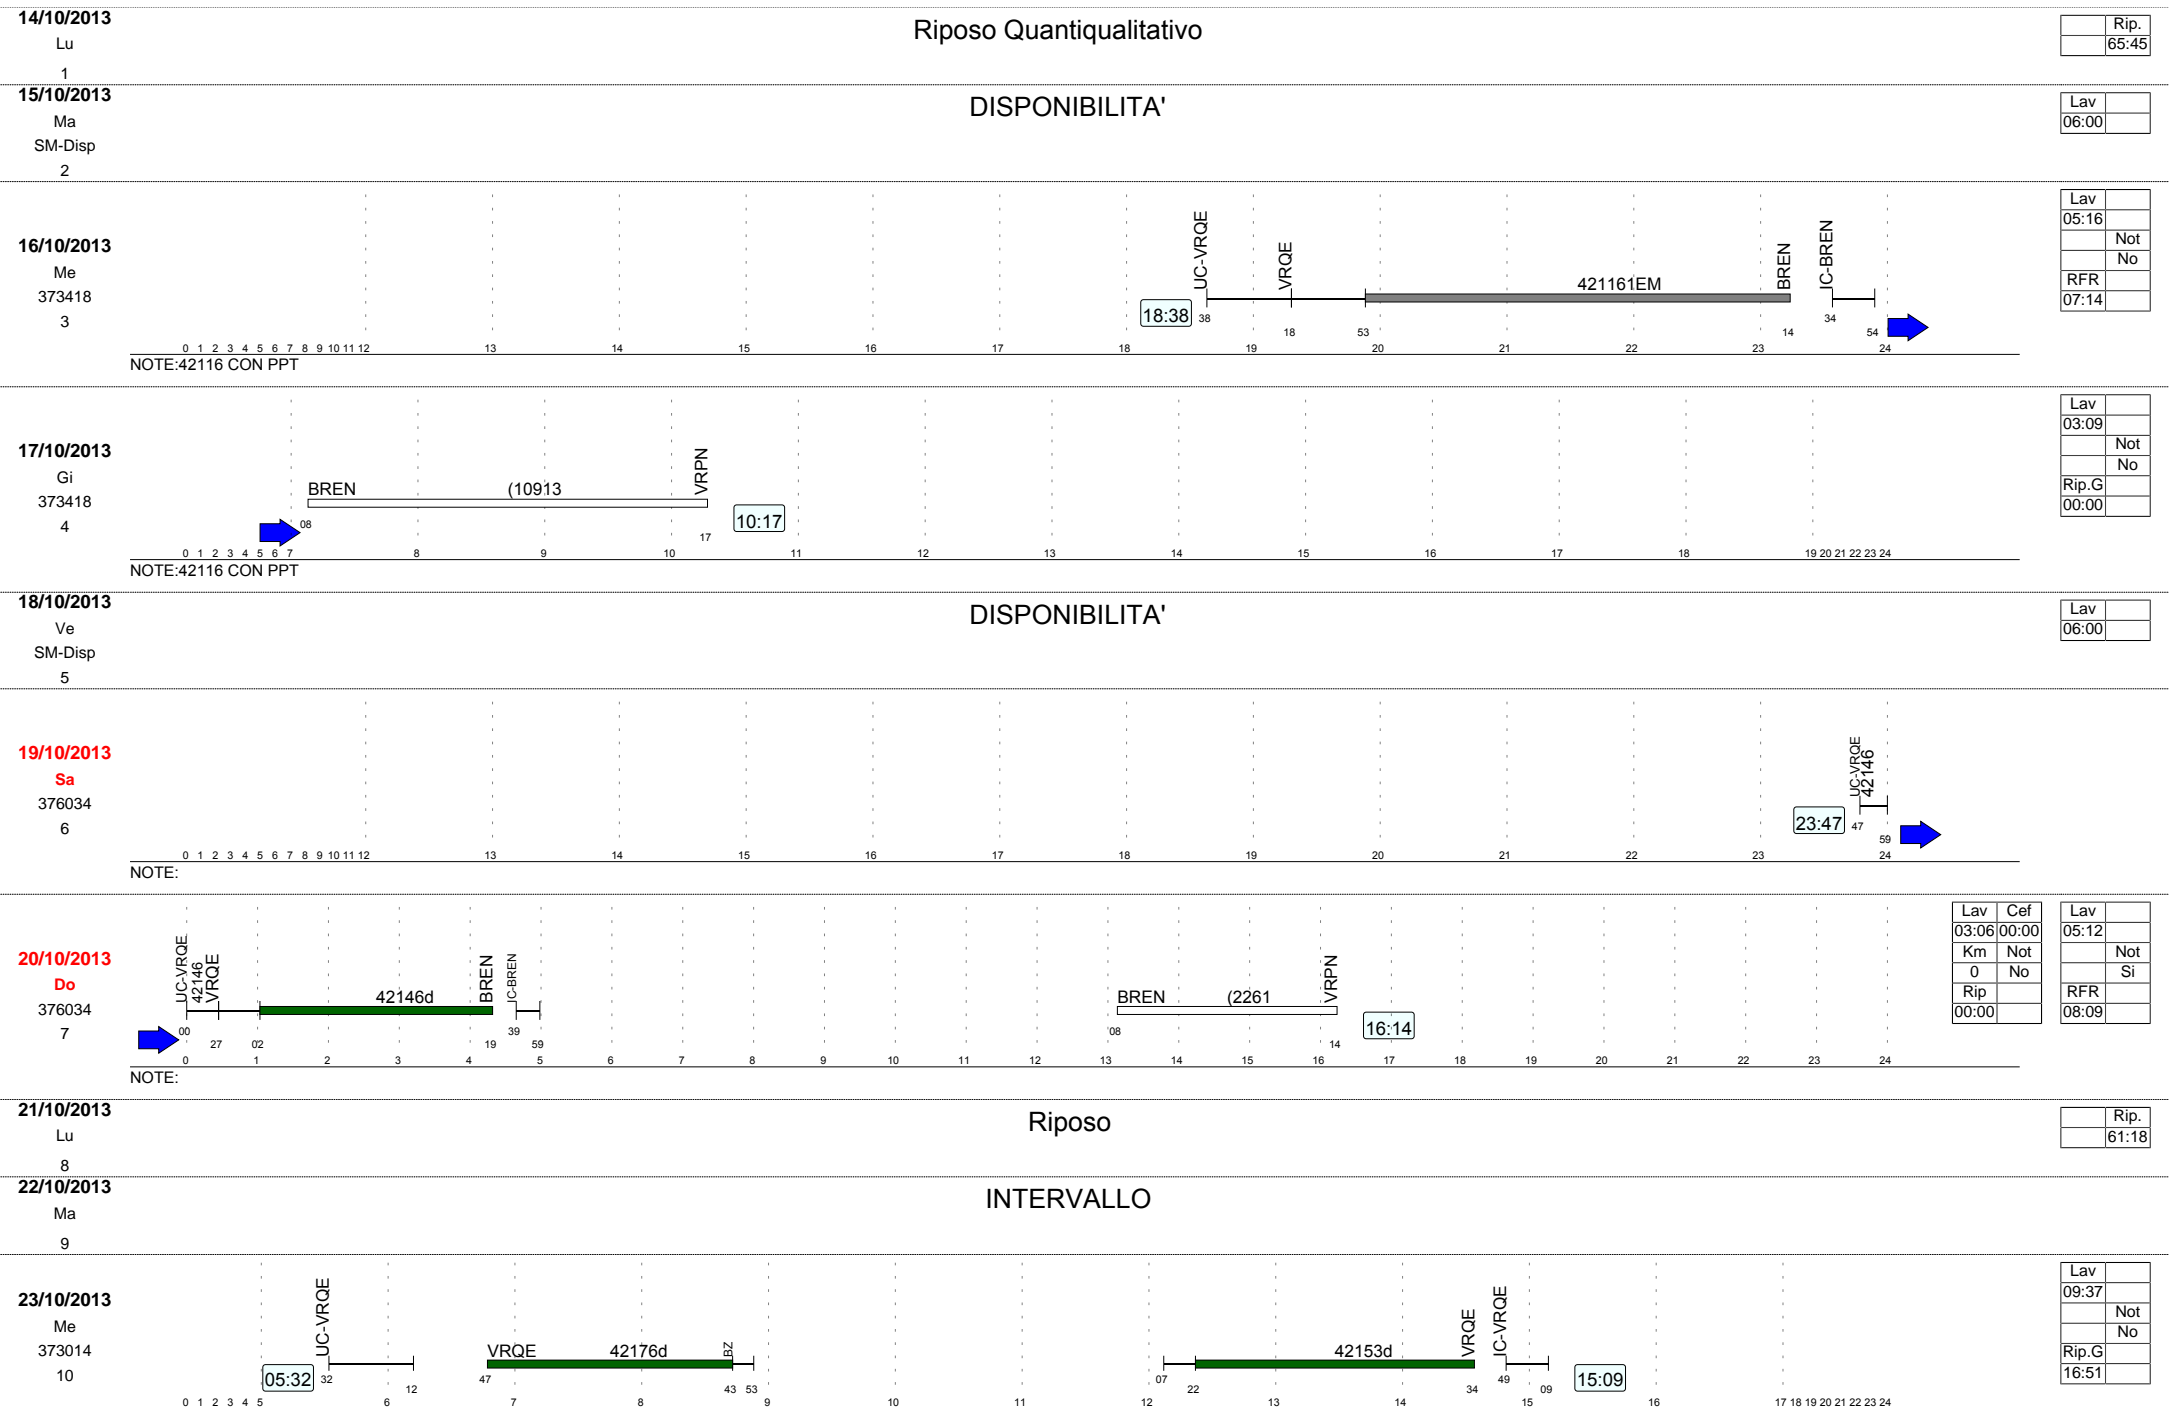 14/10/2013
Lu
1
Riposo Quantiqualitativo
Rip.
65:45
15/10/2013
Ma
SM-Disp
2
DISPONIBILITA'
Lav
06:00
16/10/2013
Me
373418
3
18:38
UC-VRQE
VRQE
421161EM
BREN
IC-BREN
38 18 53 14 34 54
0 1 2 3 4 5 6 7 8 9 10 11 12 13 14 15 16 17 18 19 20 21 22 23 24
NOTE:42116 CON PPT
Lav
05:16
Not
No
RFR
07:14
17/10/2013
Gi
373418
4
BREN (10913 VRPN
08 17
10:17
0 1 2 3 4 5 6 7 8 9 10 11 12 13 14 15 16 17 18 19 20 21 22 23 24
NOTE:42116 CON PPT
Lav
03:09
Not
No
Rip.G
00:00
18/10/2013
Ve
SM-Disp
5
DISPONIBILITA'
Lav
06:00
19/10/2013
Sa
376034
6
23:47
UC-VRQE
42146
47 59
0 1 2 3 4 5 6 7 8 9 10 11 12 13 14 15 16 17 18 19 20 21 22 23 24
NOTE:
20/10/2013
Do
376034
7
UC-VRQE
42146
VRQE
42146d
BREN
IC-BREN
00 27 02 19 39 59
BREN (2261 VRPN
08 14
16:14
0 1 2 3 4 5 6 7 8 9 10 11 12 13 14 15 16 17 18 19 20 21 22 23 24
NOTE:
Lav Cef
03:06 00:00
Km Not
0 No
Rip
00:00
Lav
05:12
Not
Si
RFR
08:09
21/10/2013
Lu
8
Riposo
Rip.
61:18
22/10/2013
Ma
9
INTERVALLO
23/10/2013
Me
373014
10
05:32
UC-VRQE
32 12
VRQE 42176d BZ
47 43 53
42153d
VRQE
IC-VRQE
07 22 34 49 09
15:09
0 1 2 3 4 5 6 7 8 9 10 11 12 13 14 15 16 17 18 19 20 21 22 23 24
Lav
09:37
Not
No
Rip.G
16:51